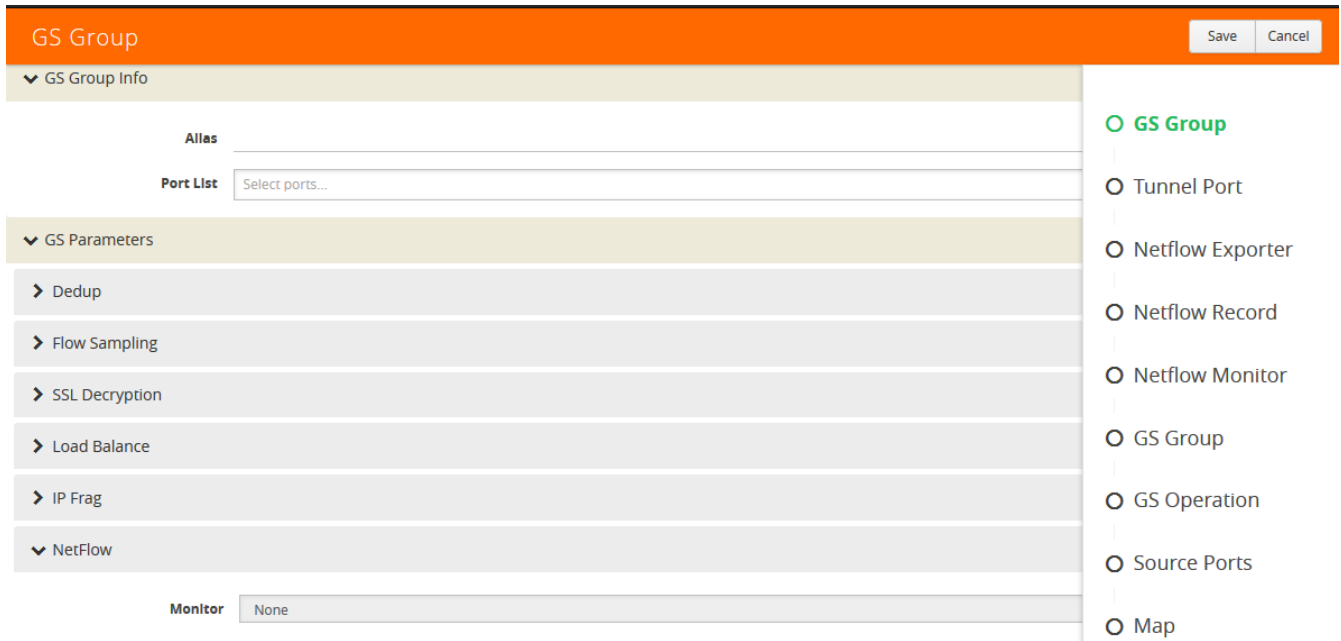 GS Group
Save Cancel
GS Group Info
Alias
Port List Select ports...
GS Parameters
Dedup
Flow Sampling
SSL Decryption
Load Balance
IP Frag
NetFlow
Monitor None
GS Group
Tunnel Port
Netflow Exporter
Netflow Record
Netflow Monitor
GS Group
GS Operation
Source Ports
Map